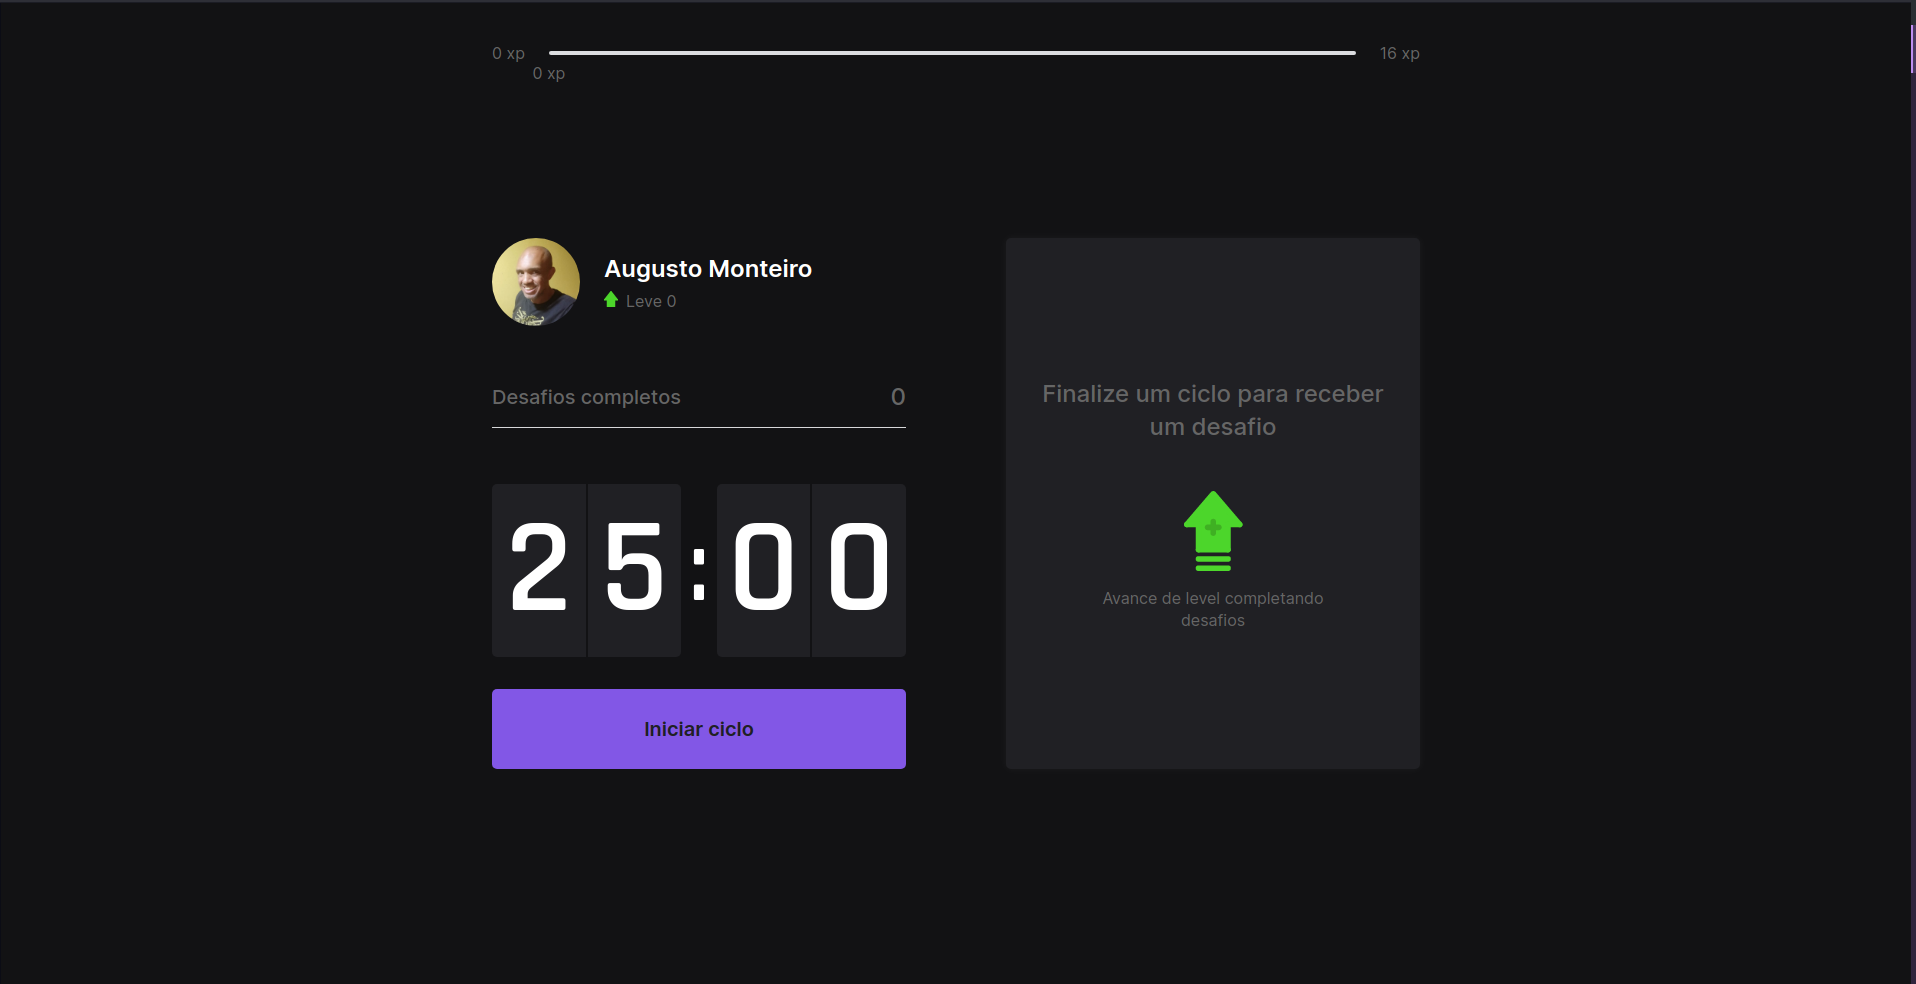 0 xp
16 xp
0 xp
Augusto Monteiro
Leve 0
Desafios completos 0
25:00
Iniciar ciclo
Finalize um ciclo para receber
um desafio
Avance de level completando
desafios